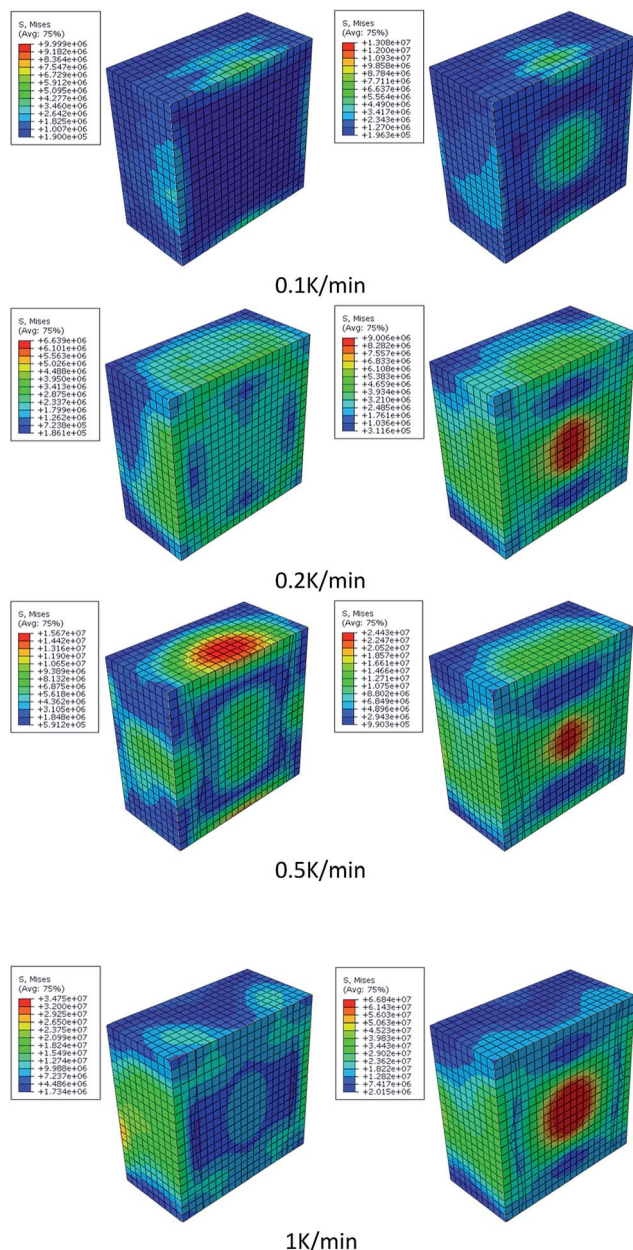 S, Mises
(Avg: 75%)
+9.999e+06
+9.182e+06
+8.364e+06
+7.547e+06
+6.729e+06
+5.912e+06
+5.095e+06
+4.277e+06
+3.460e+06
+2.642e+06
+1.825e+06
+1.007e+06
+1.900e+05
S, Mises
(Avg: 75%)
+1.308e+07
+1.200e+07
+1.093e+07
+9.858e+06
+8.784e+06
+7.711e+06
+6.637e+06
+5.564e+06
+4.490e+06
+3.417e+06
+2.343e+06
+1.270e+06
+1.963e+05
0.1K/min
S, Mises
(Avg: 75%)
+6.639e+06
+6.101e+06
+5.563e+06
+5.026e+06
+4.488e+06
+3.950e+06
+3.413e+06
+2.875e+06
+2.337e+06
+1.799e+06
+1.262e+06
+7.238e+05
+1.861e+05
S, Mises
(Avg: 75%)
+9.006e+06
+8.282e+06
+7.557e+06
+6.833e+06
+6.108e+06
+5.383e+06
+4.659e+06
+3.934e+06
+3.210e+06
+2.485e+06
+1.761e+06
+1.036e+06
+3.116e+05
0.2K/min
S, Mises
(Avg: 75%)
+1.567e+07
+1.442e+07
+1.316e+07
+1.190e+07
+1.065e+07
+9.389e+06
+8.132e+06
+6.875e+06
+5.618e+06
+4.362e+06
+3.105e+06
+1.848e+06
+5.912e+05
S, Mises
(Avg: 75%)
+2.443e+07
+2.247e+07
+2.052e+07
+1.857e+07
+1.661e+07
+1.466e+07
+1.271e+07
+1.075e+07
+8.802e+06
+6.849e+06
+4.896e+06
+2.943e+06
+9.903e+05
0.5K/min
S, Mises
(Avg: 75%)
+3.475e+07
+3.200e+07
+2.925e+07
+2.650e+07
+2.375e+07
+2.099e+07
+1.824e+07
+1.549e+07
+1.274e+07
+9.988e+06
+7.237e+06
+4.486e+06
+1.734e+06
S, Mises
(Avg: 75%)
+6.684e+07
+6.143e+07
+5.603e+07
+5.063e+07
+4.523e+07
+3.983e+07
+3.443e+07
+2.902e+07
+2.362e+07
+1.822e+07
+1.282e+07
+7.417e+06
+2.015e+06
1K/min